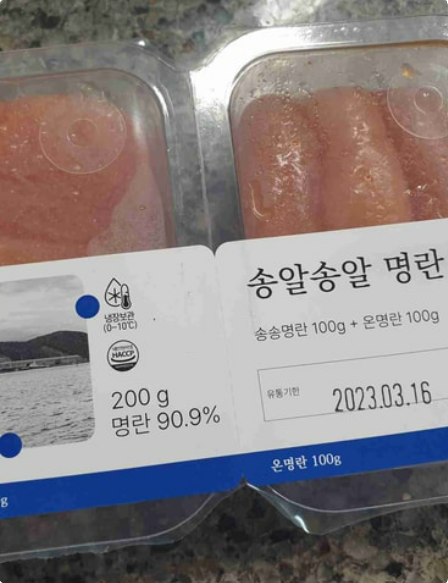 송알송알 명란
냉장보관
(0~10℃)
송송명란 100g + 온명란 100g
HACCP
200 g
명란 90.9%
유통기한
2023.03.16
온명란 100g
g